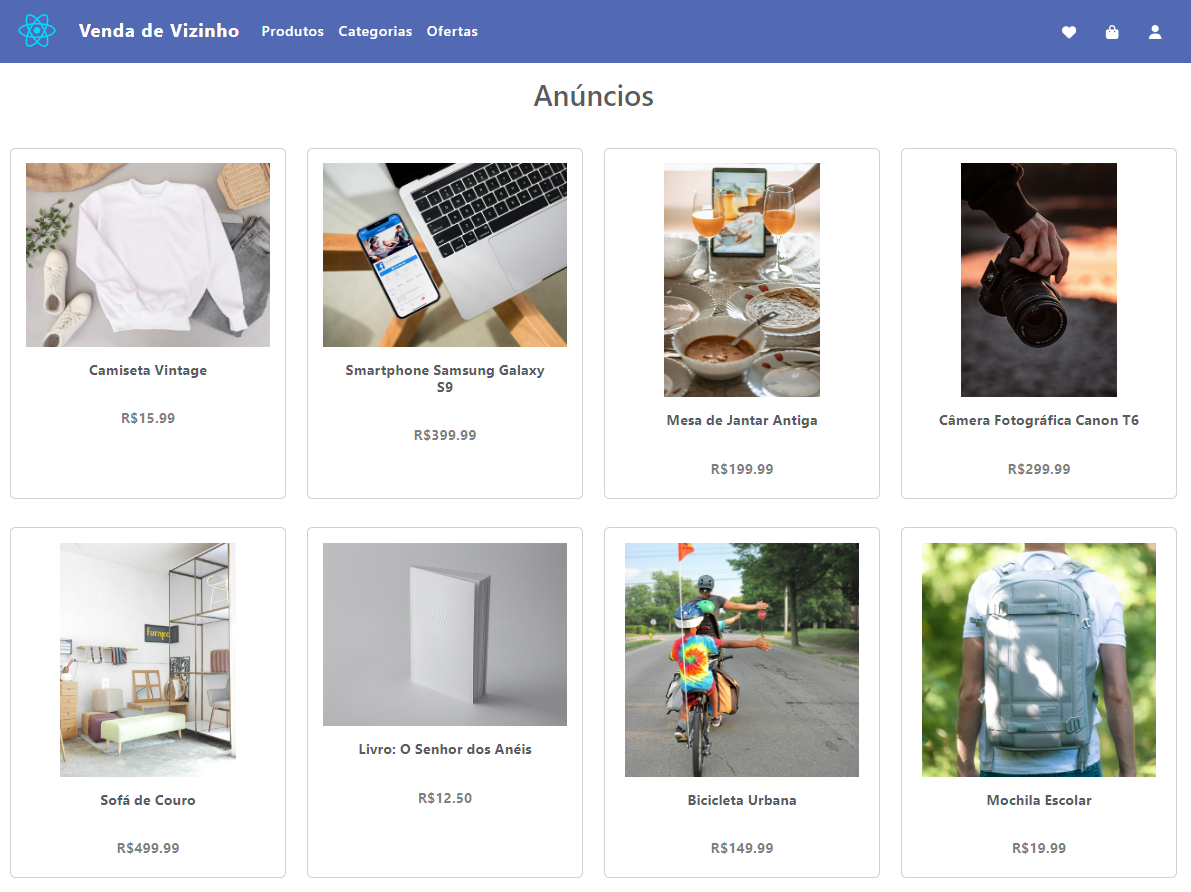 Venda de Vizinho Produtos Categorias Ofertas
Anúncios
Camiseta Vintage
R$15.99
Smartphone Samsung Galaxy
S9
R$399.99
Mesa de Jantar Antiga
R$199.99
Câmera Fotográfica Canon T6
R$299.99
Sofá de Couro
R$499.99
Livro: O Senhor dos Anéis
R$12.50
Bicicleta Urbana
R$149.99
Mochila Escolar
R$19.99